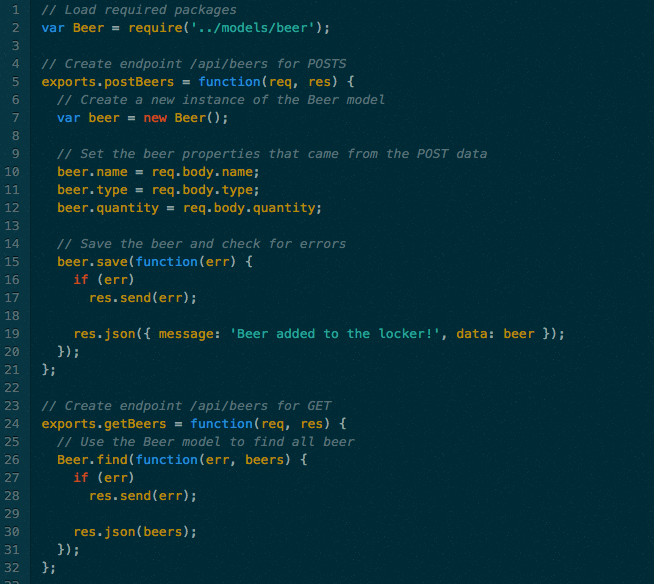 1 // Load required packages
2 var Beer = require('../models/beer');
3
4 // Create endpoint /api/beers for POSTS
5 exports.postBeers = function(req, res) {
6   // Create a new instance of the Beer model
7   var beer = new Beer();
8
9   // Set the beer properties that came from the POST data
10   beer.name = req.body.name;
11   beer.type = req.body.type;
12   beer.quantity = req.body.quantity;
13
14   // Save the beer and check for errors
15   beer.save(function(err) {
16     if (err)
17       res.send(err);
18
19     res.json({ message: 'Beer added to the locker!', data: beer });
20   });
21 };
22
23 // Create endpoint /api/beers for GET
24 exports.getBeers = function(req, res) {
25   // Use the Beer model to find all beer
26   Beer.find(function(err, beers) {
27     if (err)
28       res.send(err);
29
30     res.json(beers);
31   });
32 };